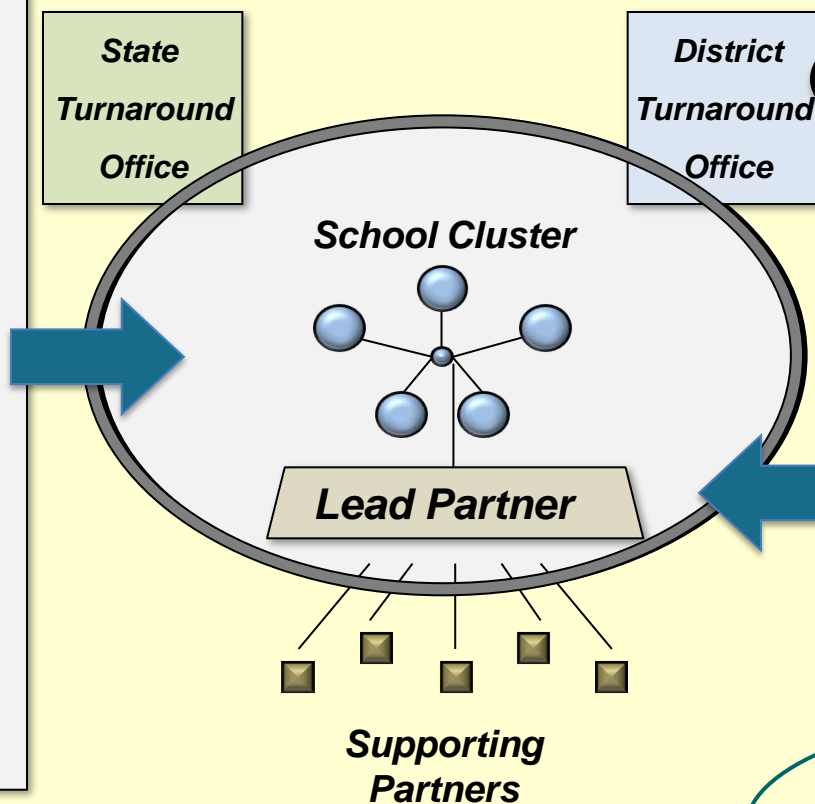 State
Turnaround
Office
District
Turnaround
Office
School Cluster
Lead Partner
Supporting
Partners